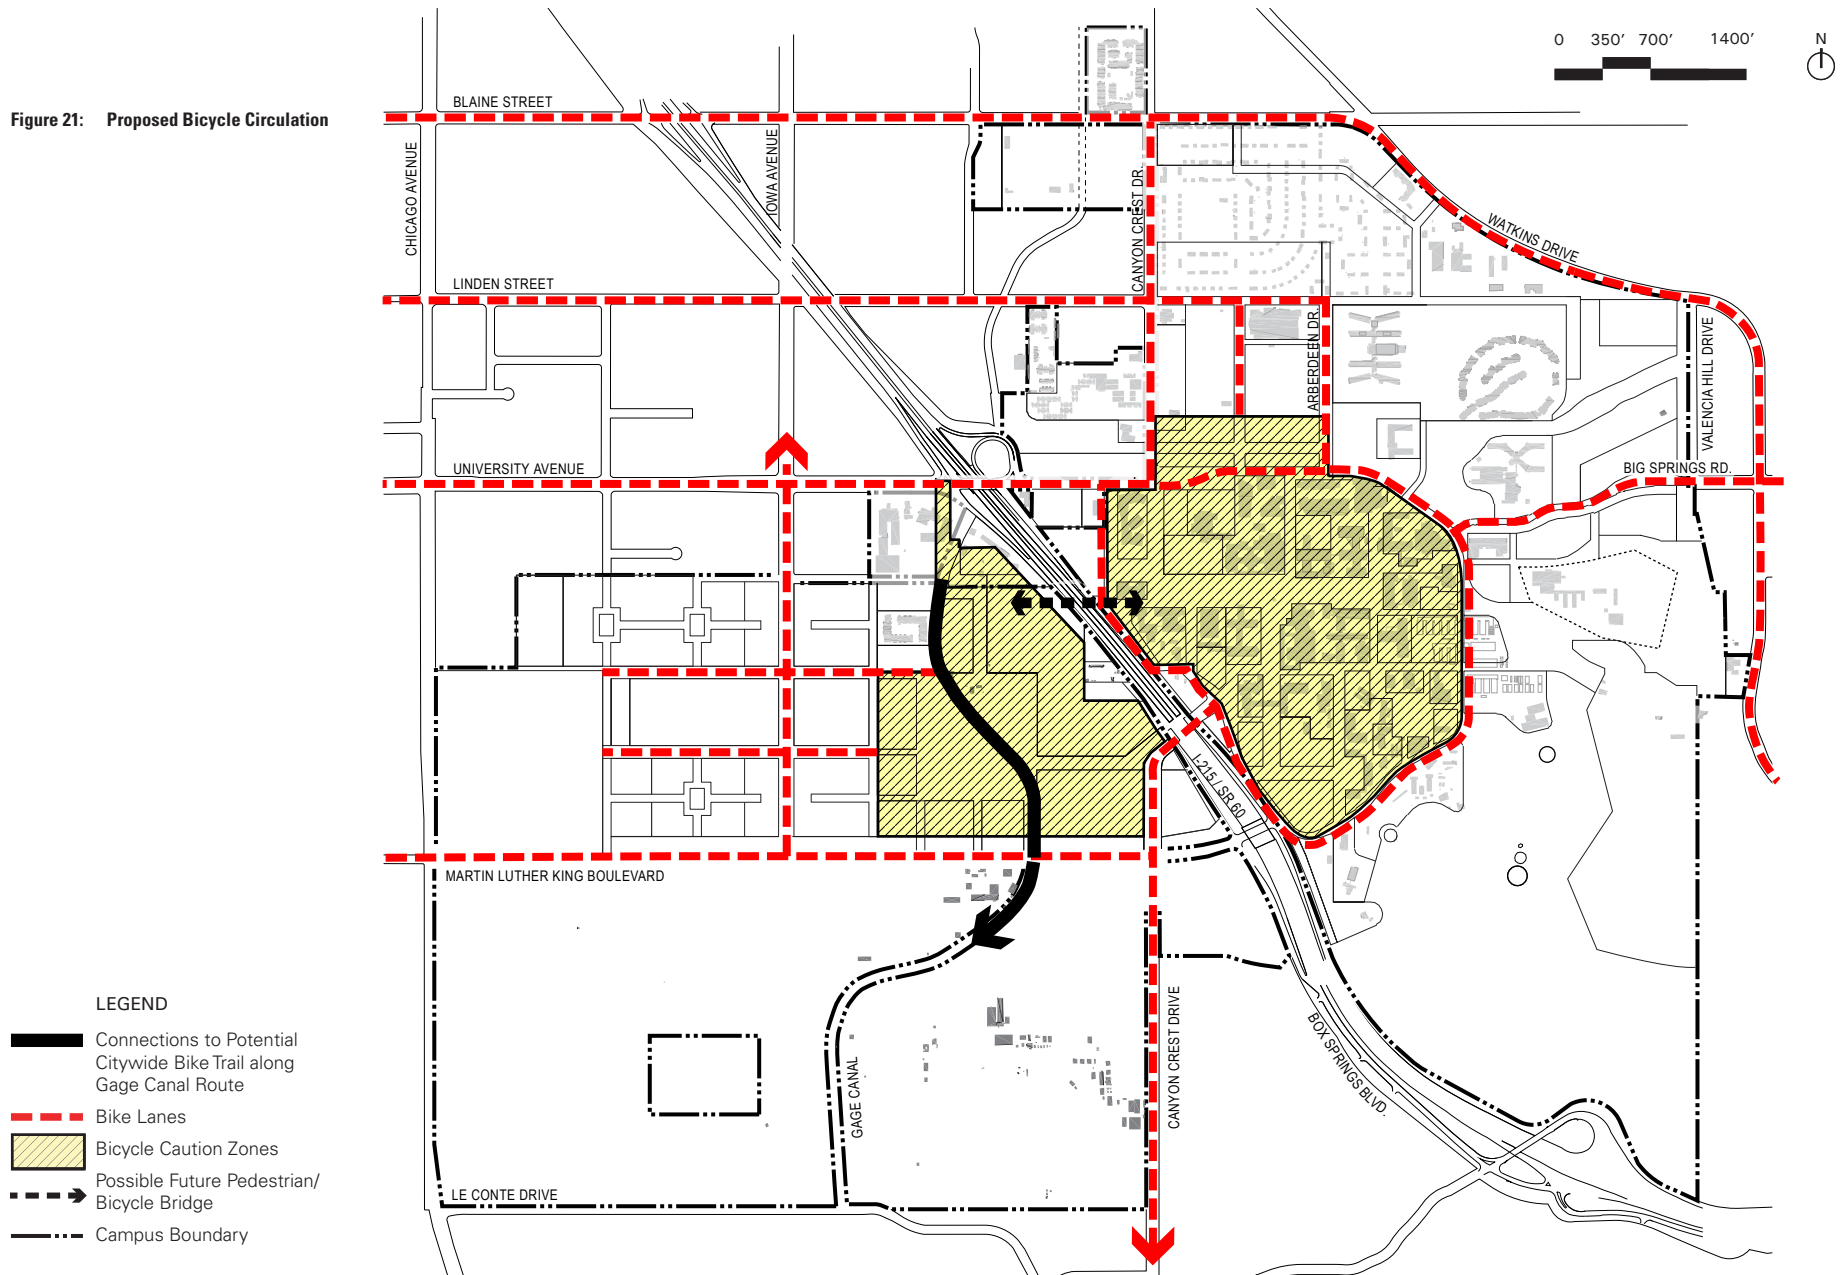 Figure 21: Proposed Bicycle Circulation
0 350’ 700’ 1400’
N
BLAINE STREET
CHICAGO AVENUE
IOWA AVENUE
CANYON CREST DR.
WATKINS DRIVE
LINDEN STREET
ARBERDEEN DR.
VALENCIA HILL DRIVE
UNIVERSITY AVENUE
BIG SPRINGS RD.
I-215 / SR 60
MARTIN LUTHER KING BOULEVARD
GAGE CANAL
CANYON CREST DRIVE
BOX SPRINGS BLVD.
LE CONTE DRIVE
LEGEND
Connections to Potential
Citywide Bike Trail along
Gage Canal Route
Bike Lanes
Bicycle Caution Zones
Possible Future Pedestrian/
Bicycle Bridge
Campus Boundary